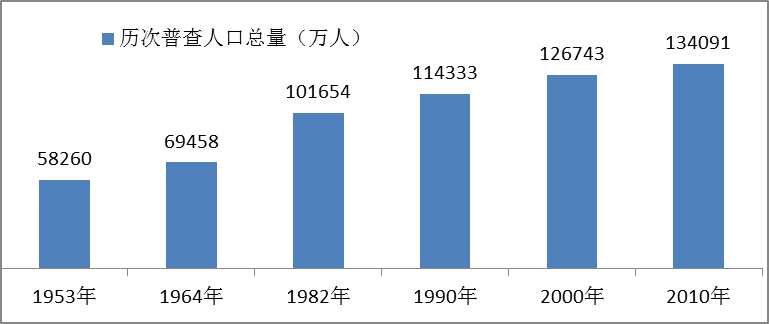 历次普查人口总量（万人）
58260
69458
101654
114333
126743
134091
1953年
1964年
1982年
1990年
2000年
2010年